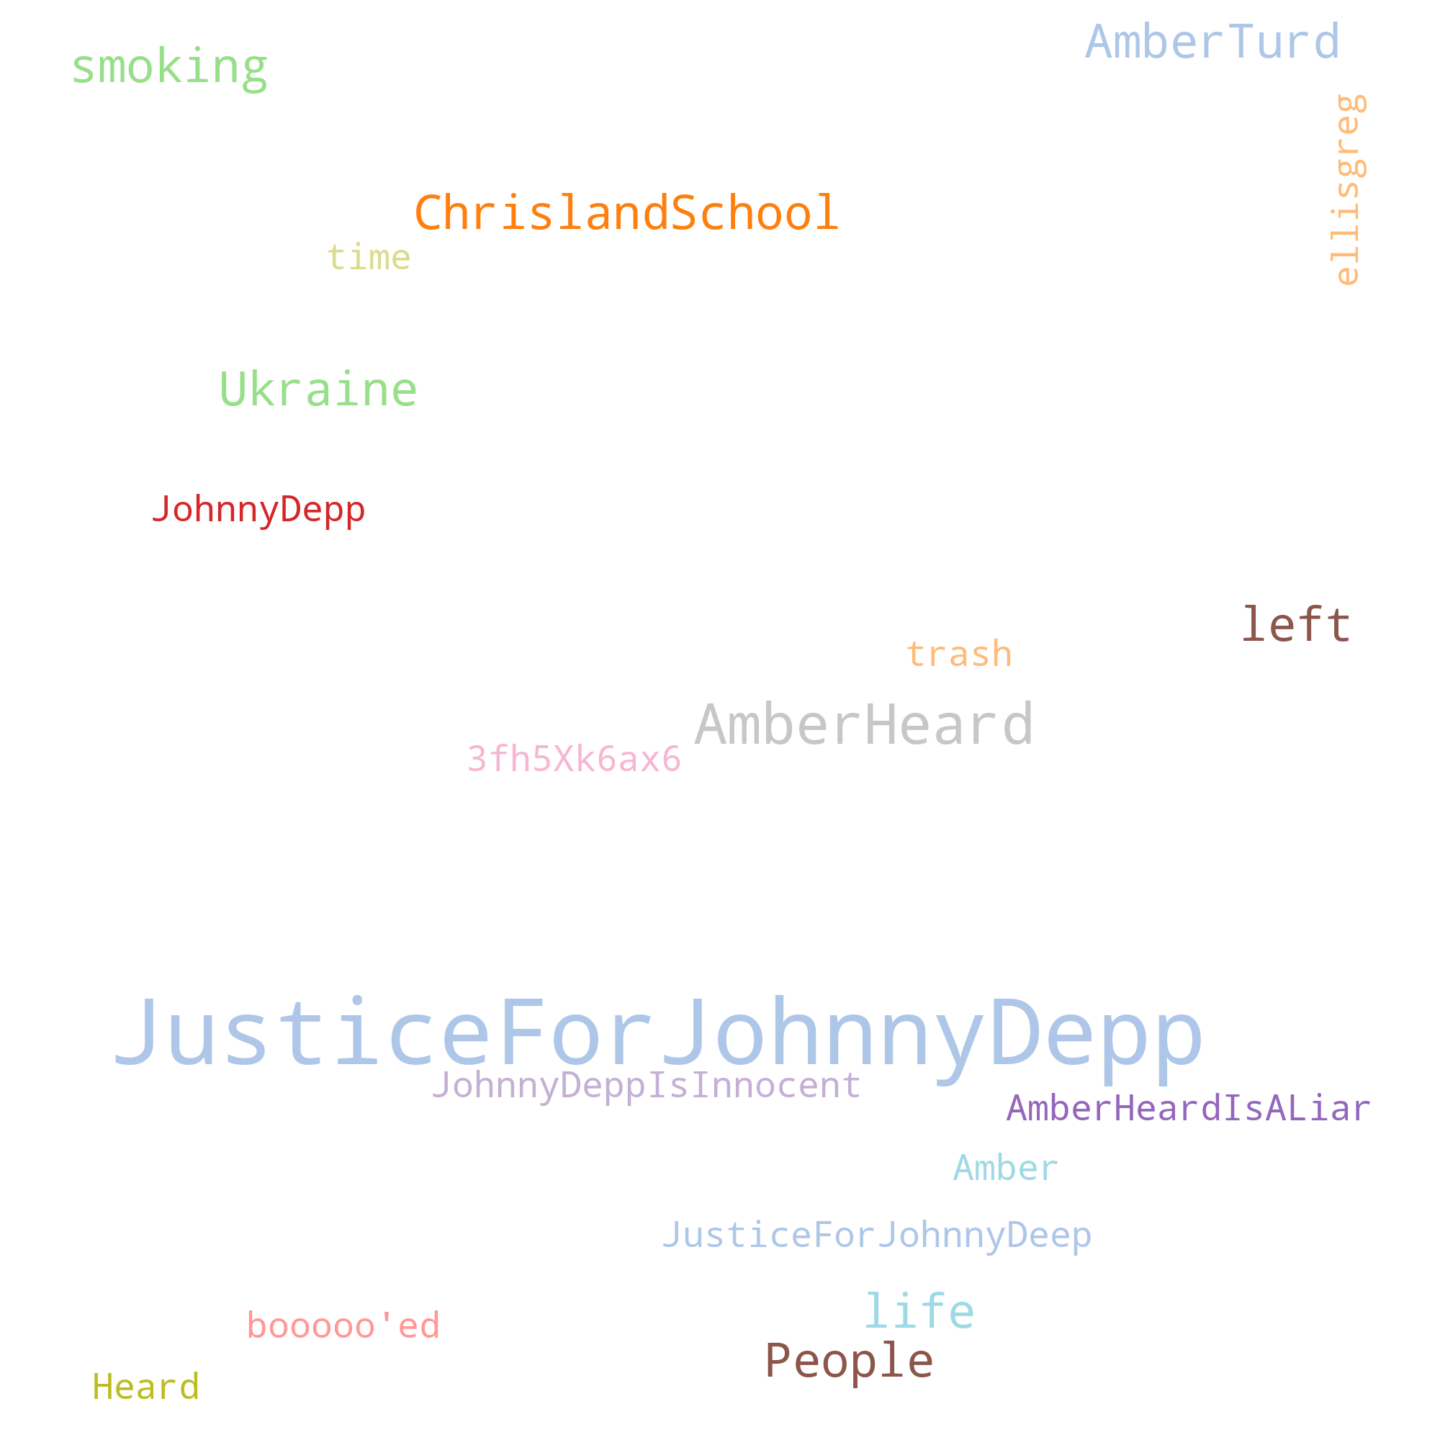 AmberTurd
smoking
ellisgreg
ChrislandSchool
time
Ukraine
JohnnyDepp
left
trash
AmberHeard
3fh5Xk6ax6
JusticeForJohnnyDepp
JohnnyDeppIsInnocent
AmberHeardIsALiar
Amber
JusticeForJohnnyDeep
life
booooo'ed
People
Heard